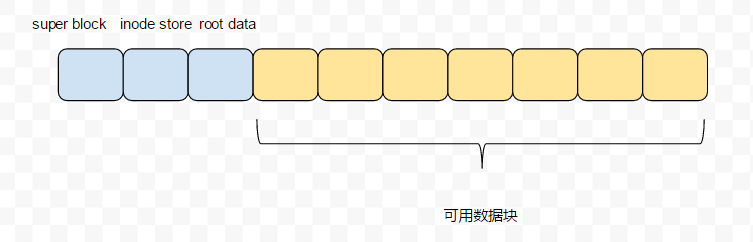 super block inode store root data
可用数据块